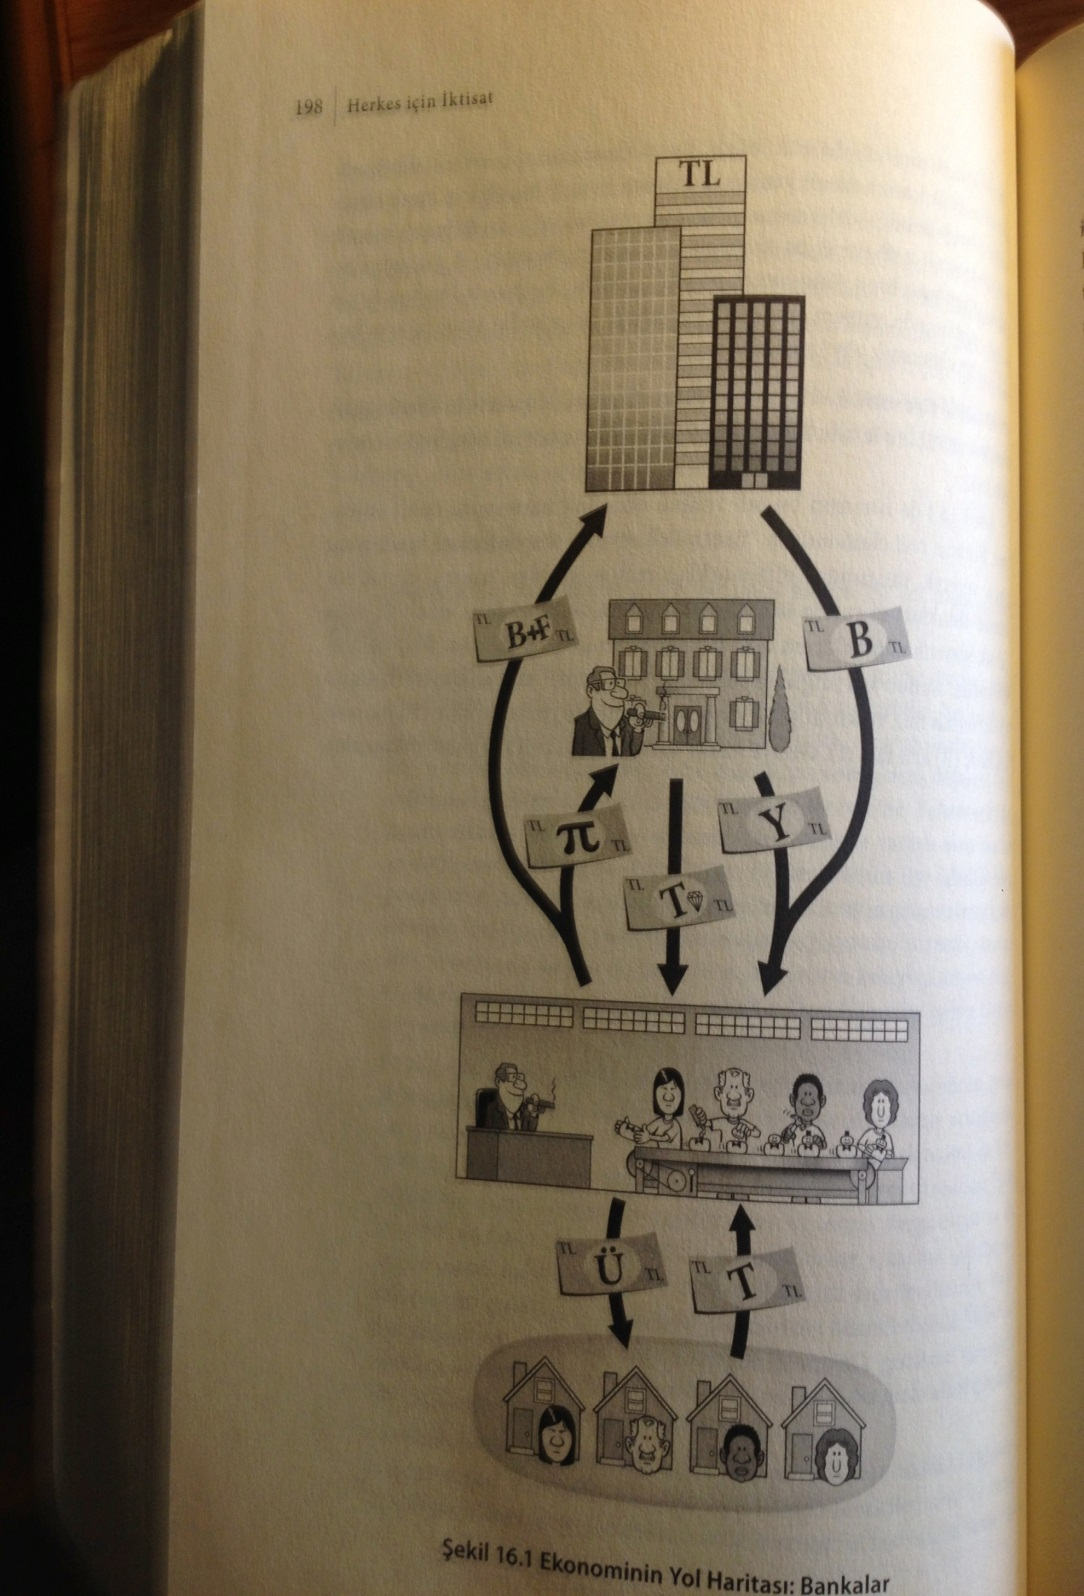 198 | Herkes için İktisat
TL
TL B+F TL
TL B TL
TL π TL
TL Y TL
TL T TL
TL Ü TL
TL T TL
Şekil 16.1 Ekonominin Yol Haritası: Bankalar